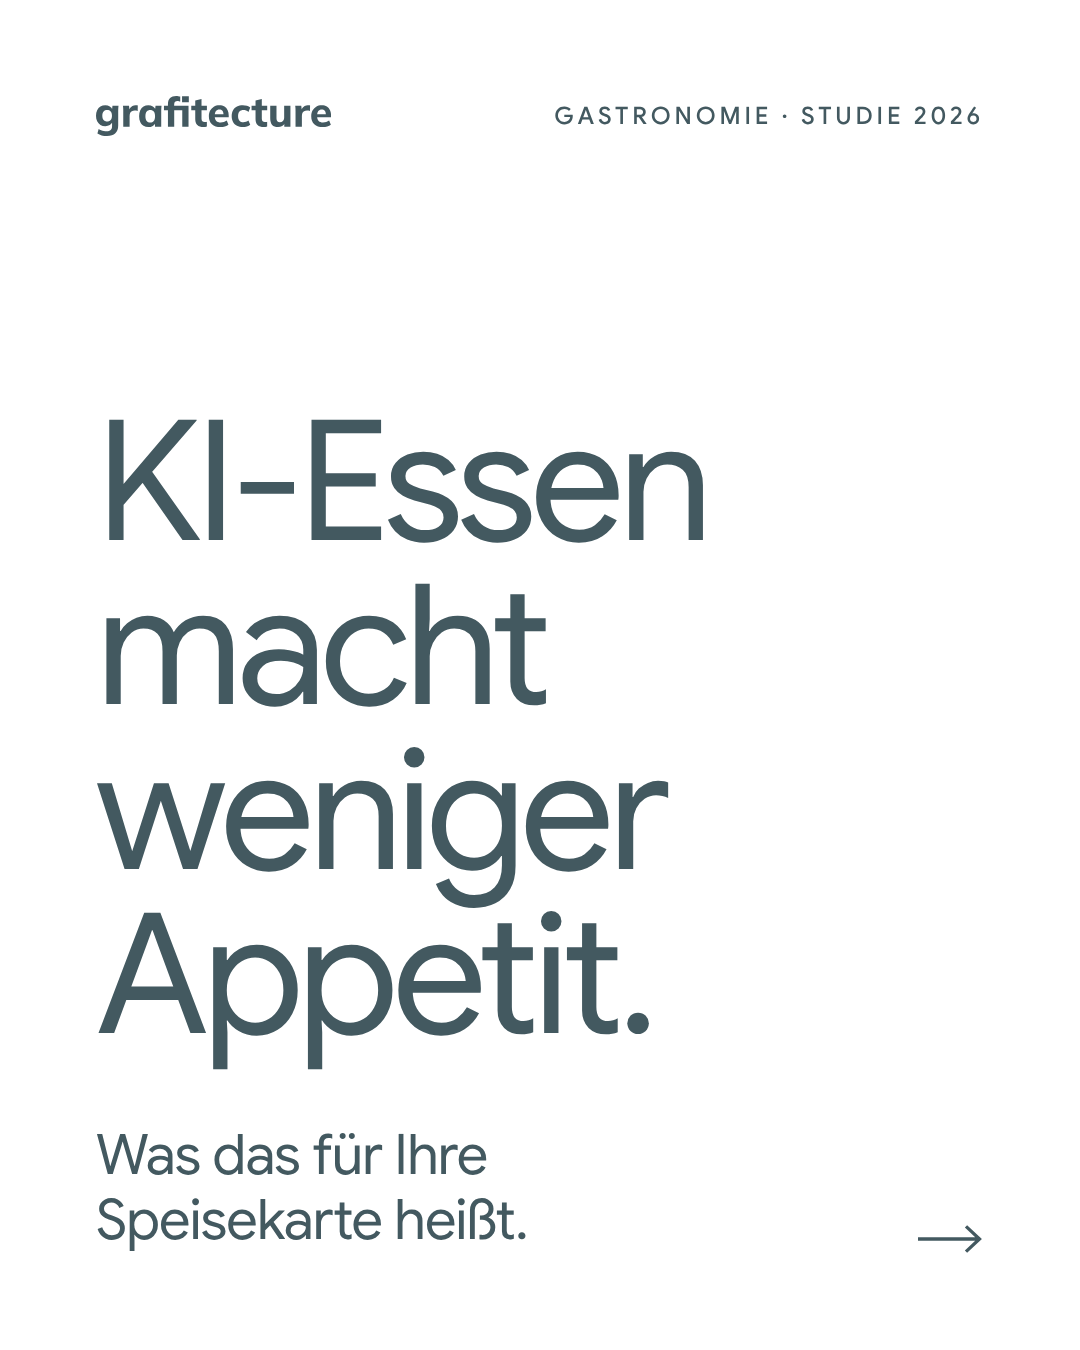 grafitecture
GASTRONOMIE · STUDIE 2026
KI-Essen
macht
weniger
Appetit.
Was das für Ihre
Speisekarte heißt.